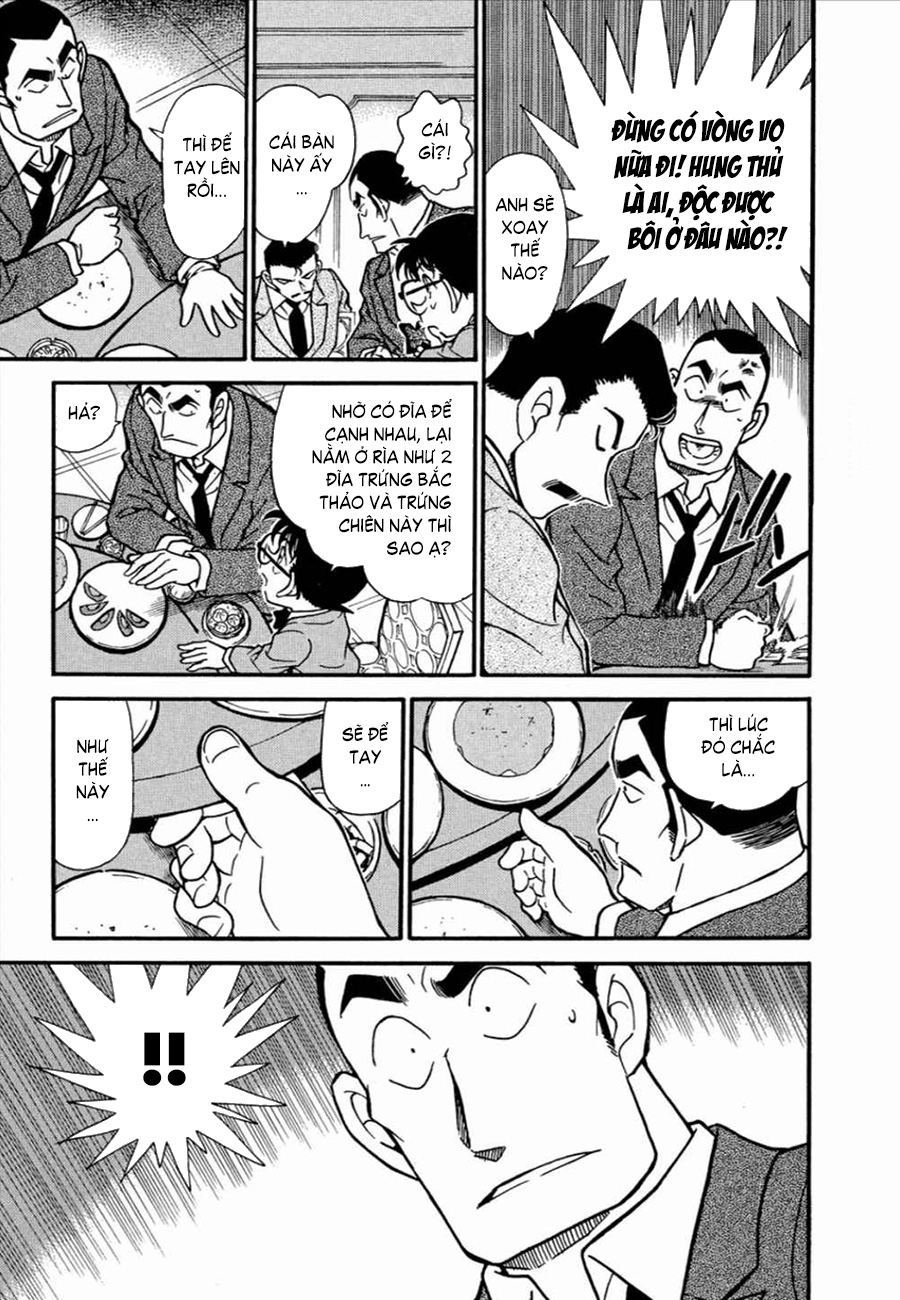 ĐỪNG CÓ VÒNG VO
NỮA ĐI! HUNG THỦ
LÀ AI, ĐỘC ĐƯỢC
BÔI Ở ĐÂU NÀO?!
ANH SẼ
XOAY
THẾ
NÀO?
CÁI
GÌ?!
CÁI BÀN
NÀY ẤY
...
THÌ ĐỂ
TAY LÊN
RỒI...
NHỜ CÓ ĐĨA ĐỂ
CẠNH NHAU, LẠI
NẰM Ở RÌA NHƯ 2
ĐĨA TRỨNG BẮC
THẢO VÀ TRỨNG
CHIÊN NÀY THÌ
SAO Ạ?
HẢ?
THÌ LÚC
ĐÓ CHẮC
LÀ...
SẼ ĐỂ
TAY
...
NHƯ
THẾ
NÀY
...
!!